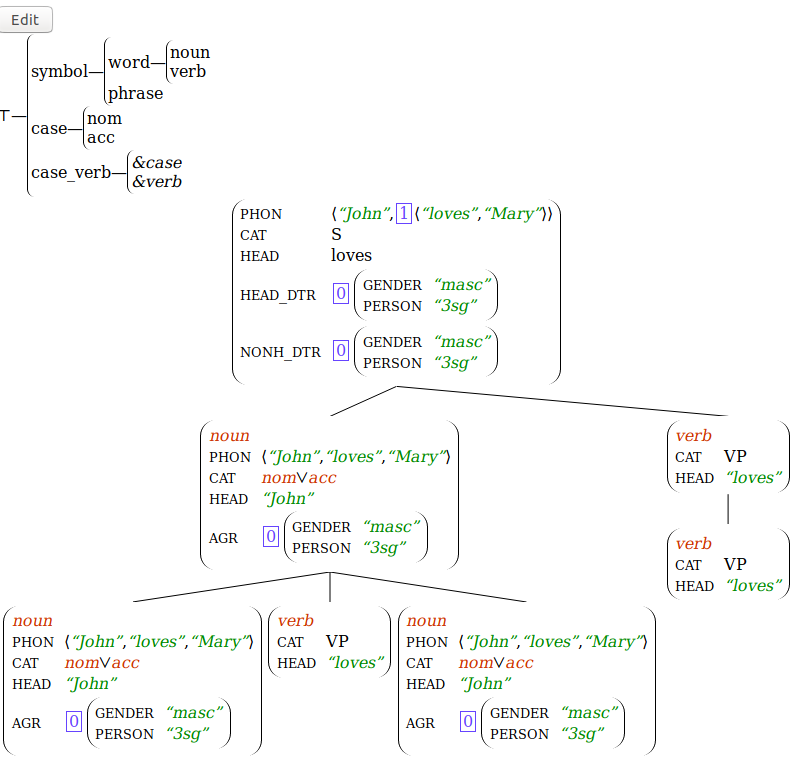 Edit
noun
symbol word verb
phrase
⊤ case nom
acc
case_verb &case
&verb
PHON ⟨“John”,1⟨“loves”,“Mary”⟩⟩
CAT S
HEAD loves
HEAD_DTR 0 GENDER “masc”
PERSON “3sg”
NONH_DTR 0 GENDER “masc”
PERSON “3sg”
noun
PHON ⟨“John”,“loves”,“Mary”⟩
CAT nom∨acc
HEAD “John”
AGR 0 GENDER “masc”
PERSON “3sg”
verb
CAT VP
HEAD “loves”
verb
CAT VP
HEAD “loves”
noun
PHON ⟨“John”,“loves”,“Mary”⟩
CAT nom∨acc
HEAD “John”
AGR 0 GENDER “masc”
PERSON “3sg”
verb
CAT VP
HEAD “loves”
noun
PHON ⟨“John”,“loves”,“Mary”⟩
CAT nom∨acc
HEAD “John”
AGR 0 GENDER “masc”
PERSON “3sg”